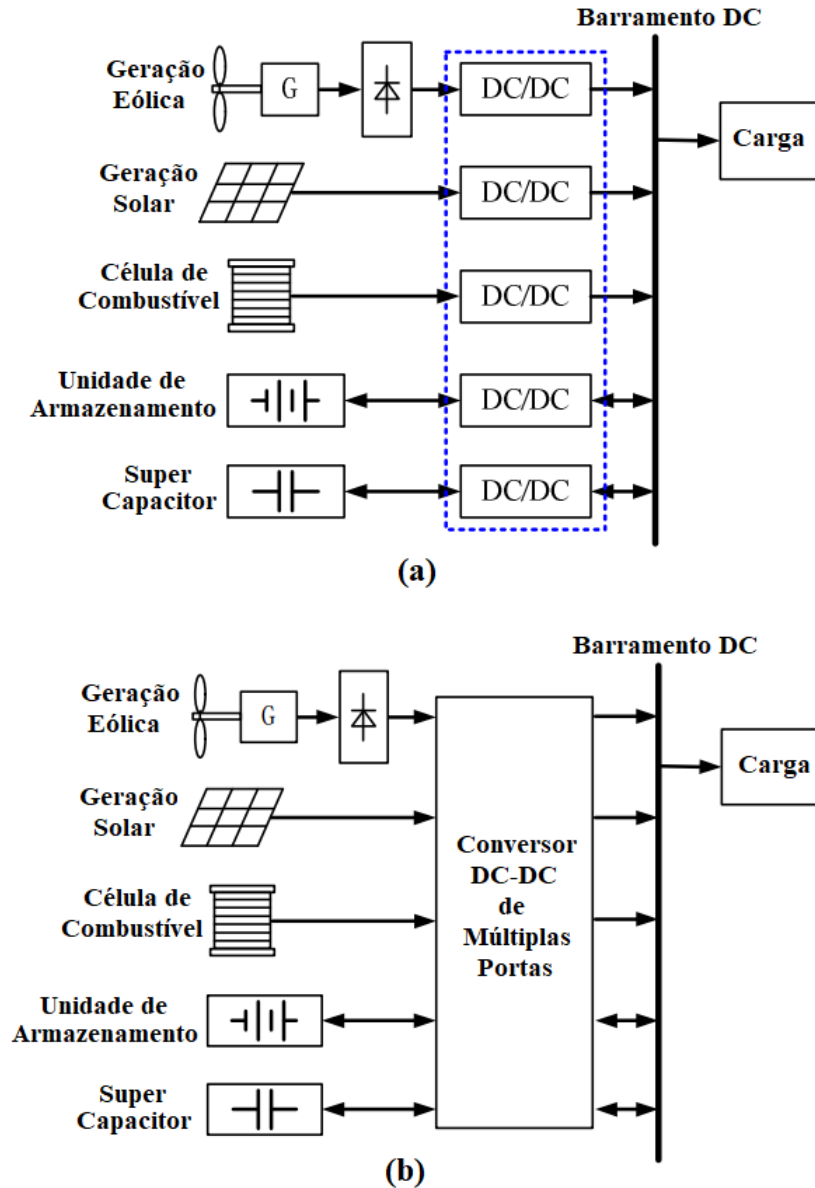 Barramento DC
Geração
Eólica
G
DC/DC
Carga
Geração
Solar
DC/DC
Célula de
Combustível
DC/DC
Unidade de
Armazenamento
DC/DC
Super
Capacitor
DC/DC
(a)
Barramento DC
Geração
Eólica
G
Carga
Geração
Solar
Conversor
DC-DC
de
Múltiplas
Portas
Célula de
Combustível
Unidade de
Armazenamento
Super
Capacitor
(b)